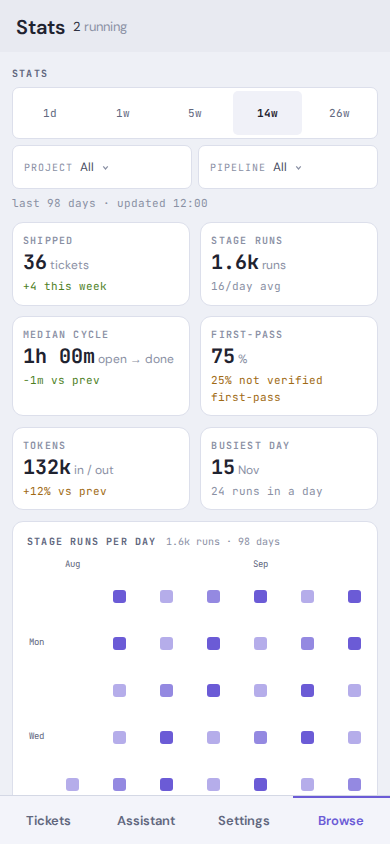 Stats 2 running
STATS
1d 1w 5w 14w 26w
PROJECT All PIPELINE All
last 98 days · updated 12:00
SHIPPED
36 tickets
+4 this week
STAGE RUNS
1.6k runs
16/day avg
MEDIAN CYCLE
1h 00m open → done
-1m vs prev
FIRST-PASS
75 %
25% not verified
first-pass
TOKENS
132k in / out
+12% vs prev
BUSIEST DAY
15 Nov
24 runs in a day
STAGE RUNS PER DAY 1.6k runs · 98 days
Aug Sep
Mon
Wed
Tickets Assistant Settings Browse